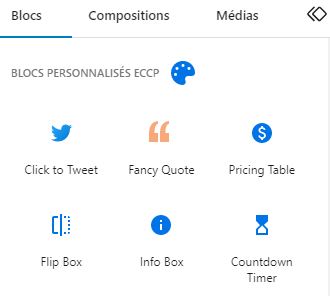 Blocs Compositions Médias
BLOCS PERSONNALISÉS ECCP
Click to Tweet Fancy Quote Pricing Table
Flip Box Info Box Countdown
Timer